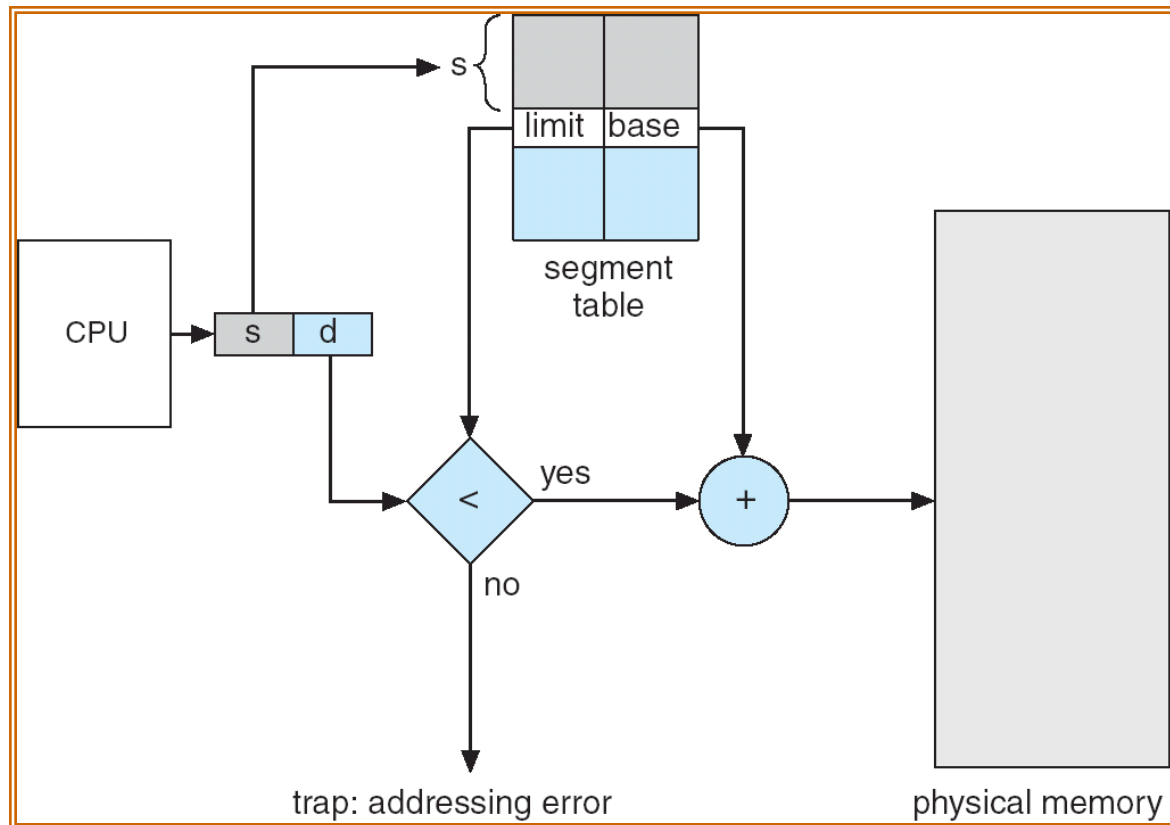 s
limit base
segment
table
CPU
s d
<
yes
+
no
trap: addressing error
physical memory